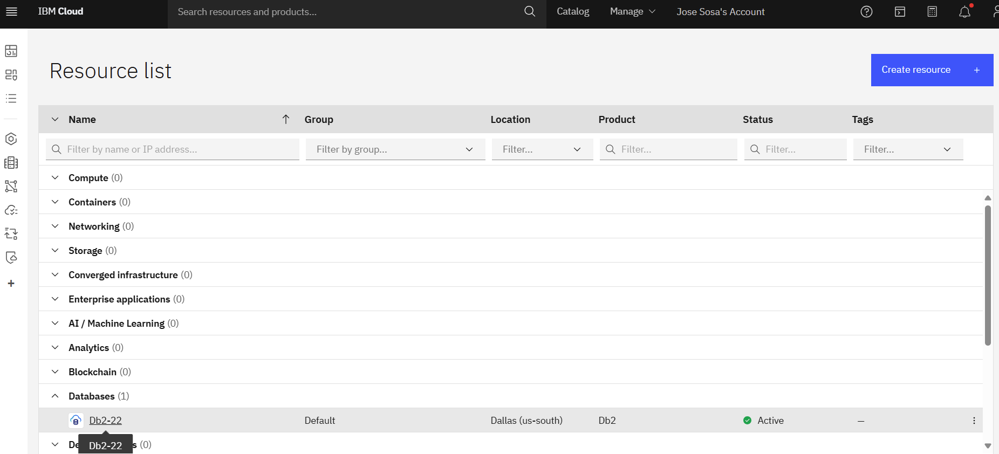 IBM Cloud Search resources and products... Catalog Manage Jose Sosa's Account
Resource list
Create resource +
Name Group Location Product Status Tags
Filter by name or IP address... Filter by group... Filter... Filter... Filter... Filter...
Compute (0)
Containers (0)
Networking (0)
Storage (0)
Converged infrastructure (0)
Enterprise applications (0)
AI / Machine Learning (0)
Analytics (0)
Blockchain (0)
Databases (1)
Db2-22 Default Dallas (us-south) Db2 Active —
(0)
Db2-22